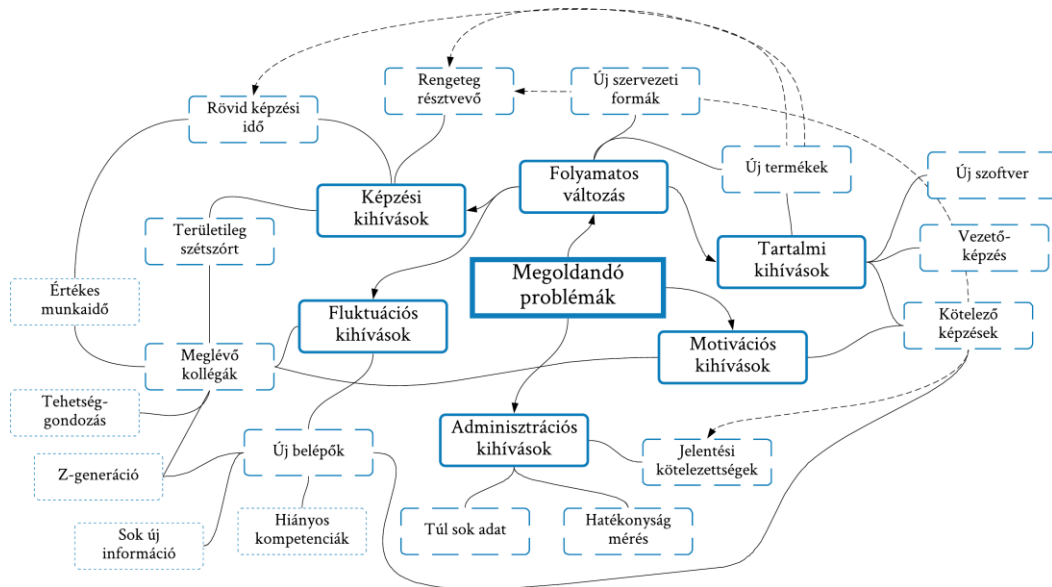 Rengeteg
résztvevő
Új szervezeti
formák
Rövid képzési
idő
Új termékek
Új szoftver
Képzési
kihívások
Folyamatos
változás
Területileg
szétszórt
Tartalmi
kihívások
Vezető-
képzés
Megoldandó
problémák
Értékes
munkaidő
Fluktuációs
kihívások
Kötelező
képzések
Meglévő
kollégák
Motivációs
kihívások
Tehetség-
gondozás
Adminisztrációs
kihívások
Új belépők
Jelentési
kötelezettségek
Z-generáció
Sok új
információ
Hiányos
kompetenciák
Túl sok adat
Hatékonyság
mérés